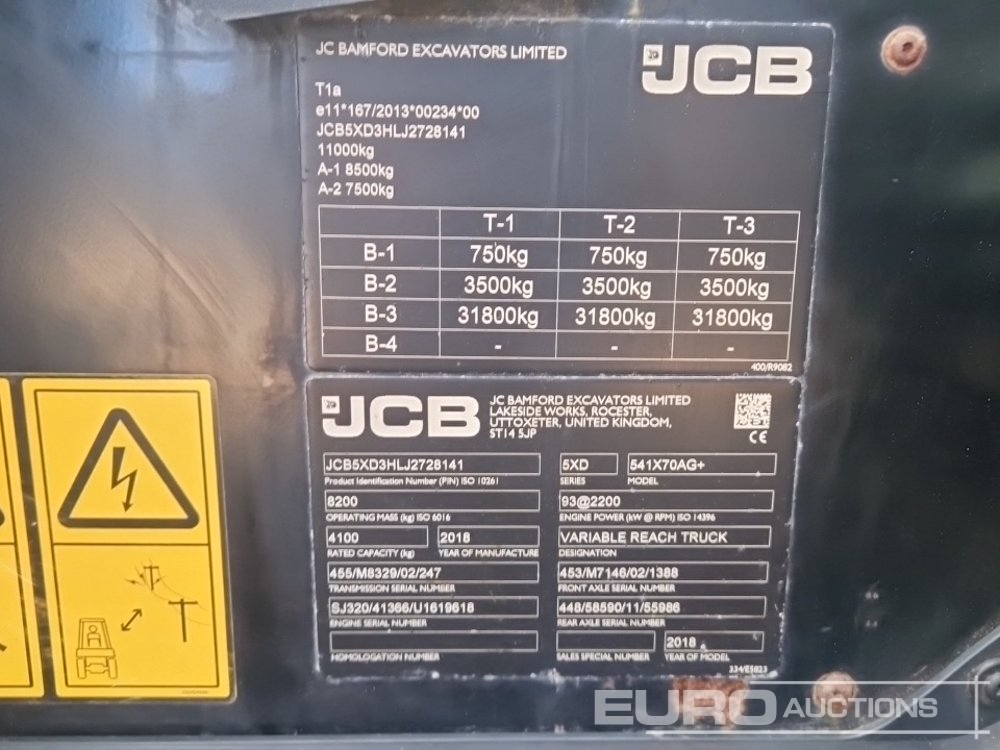 JC BAMFORD EXCAVATORS LIMITED
JCB
T1a
e11*167/2013*00234*00
JCB5XD3HLJ2728141
11000kg
A-1 8500kg
A-2 7500kg
T-1 T-2 T-3
B-1 750kg 750kg 750kg
B-2 3500kg 3500kg 3500kg
B-3 31800kg 31800kg 31800kg
B-4 - - -
400/R9082
JCB
JC BAMFORD EXCAVATORS LIMITED
LAKESIDE WORKS, ROCESTER,
UTTOXETER, UNITED KINGDOM,
ST14 5JP
CE
JCB5XD3HLJ2728141 5XD 541X70AG+
Product Identification Number (PIN) ISO 10261 SERIES MODEL
8200 93@2200
OPERATING MASS (kg) ISO 6016 ENGINE POWER (kW @ RPM) ISO 14396
4100 2018 VARIABLE REACH TRUCK
RATED CAPACITY (kg) YEAR OF MANUFACTURE DESIGNATION
455/M8329/02/247 453/M7146/02/1388
TRANSMISSION SERIAL NUMBER FRONT AXLE SERIAL NUMBER
SJ320/41366/U1619618 448/58590/11/55986
ENGINE SERIAL NUMBER REAR AXLE SERIAL NUMBER
2018
HOMOLOGATION NUMBER SALES SPECIAL NUMBER YEAR OF MODEL
334/E5823
EURO AUCTIONS